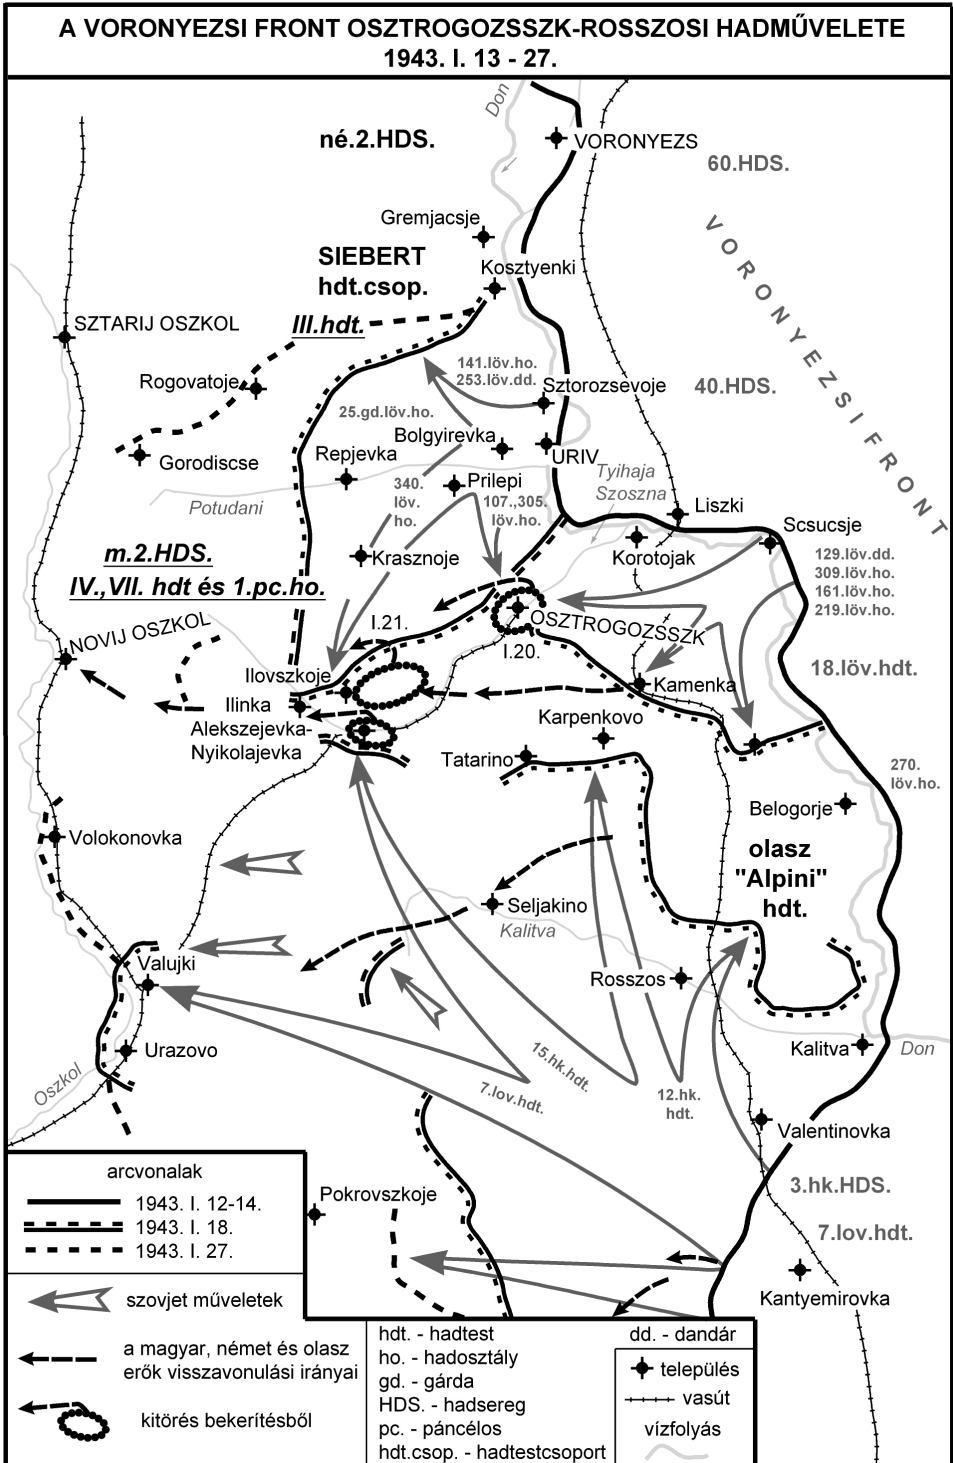 A VORONYEZSI FRONT OSZTROGOZSSZK-ROSSZOSI HADMŰVELETE
1943. I. 13 - 27.
Don
né.2.HDS.
VORONYEZS
60.HDS.
VORONYEZSI FRONT
Gremjacsje
SIEBERT
hdt.csop.
Kosztyenki
III.hdt.
SZTARIJ OSZKOL
141.löv.ho.
253.löv.dd.
Rogovatoje
Sztorozsevoje
40.HDS.
25.gd.löv.ho.
Bolgyirevka
Repjevka
URIV
Gorodiscse
Tyihaja
Szoszna
Prilepi
340.
löv.
ho.
107.,305.
löv.ho.
Potudani
Liszki
Scsucsje
m.2.HDS.
IV.,VII. hdt és 1.pc.ho.
Krasznoje
Korotojak
129.löv.dd.
309.löv.ho.
161.löv.ho.
219.löv.ho.
NOVIJ OSZKOL
I.21.
OSZTROGOZSSZK
I.20.
18.löv.hdt.
Ilovszkoje
Kamenka
Ilinka
Alekszejevka-
Nyikolajevka
Karpenkovo
Tatarino
270.
löv.ho.
Belogorje
Volokonovka
olasz
"Alpini"
hdt.
Seljakino
Kalitva
Valujki
Rosszos
Urazovo
Kalitva
Don
Oszkol
15.hk.hdt.
7.lov.hdt.
12.hk.
hdt.
Valentinovka
Pokrovszkoje
3.hk.HDS.
7.lov.hdt.
Kantyemirovka
arcvonalak
1943. I. 12-14.
1943. I. 18.
1943. I. 27.
szovjet műveletek
a magyar, német és olasz
erők visszavonulási irányai
kitörés bekerítésből
hdt. - hadtest
ho. - hadosztály
gd. - gárda
HDS. - hadsereg
pc. - páncélos
hdt.csop. - hadtestcsoport
dd. - dandár
település
vasút
vízfolyás